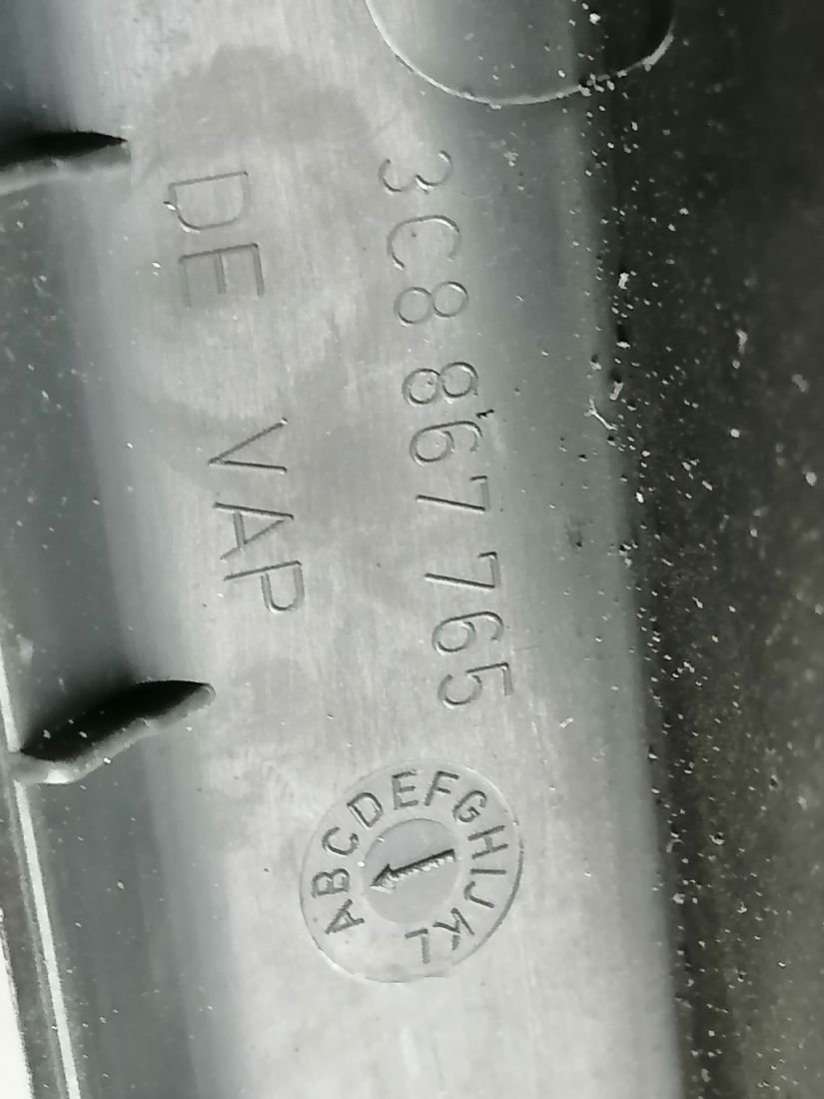 3C8 867 765
DE VAP
ABCDEFGHIJKL